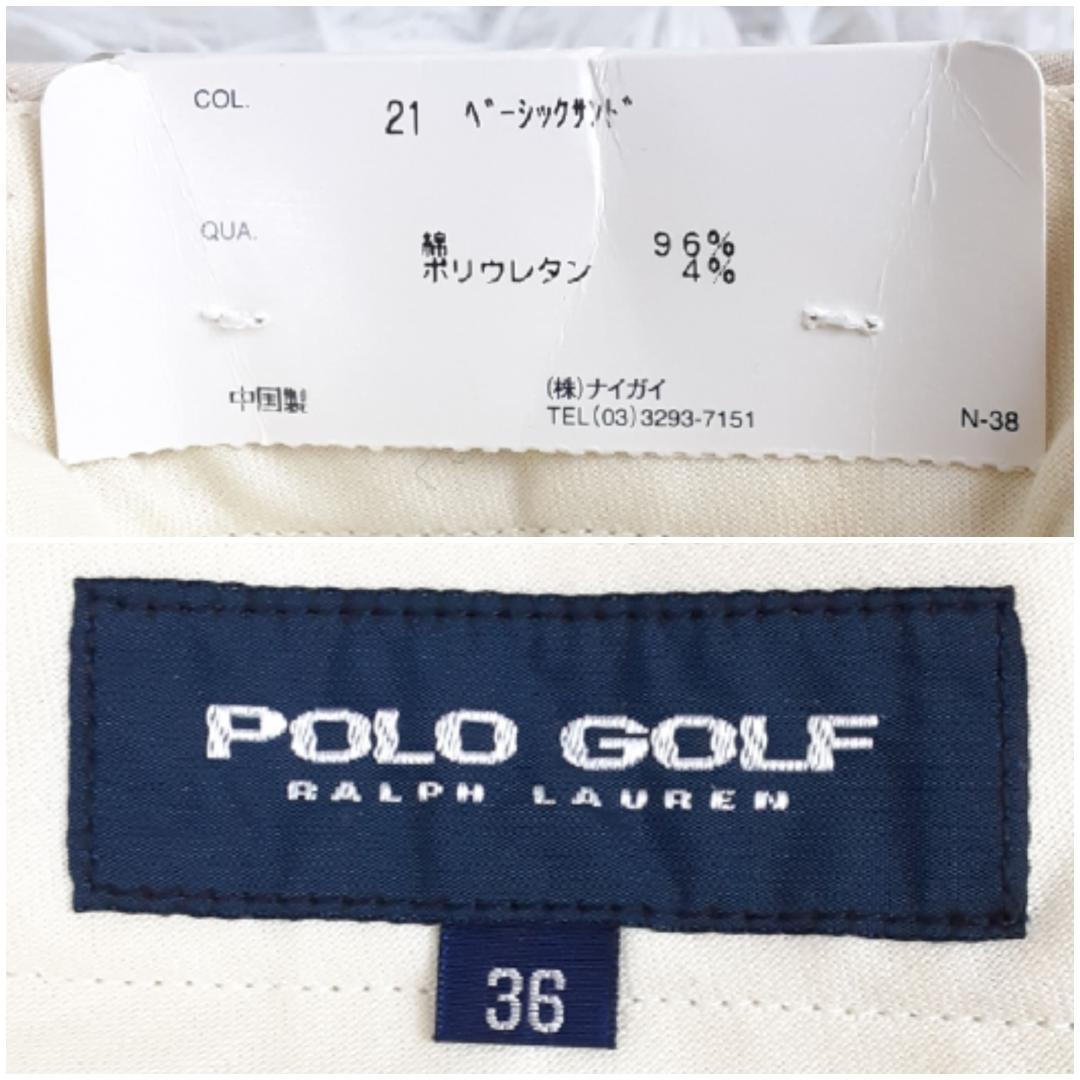 COL.
21 ﾍﾞｰｼｯｸｻﾝﾄﾞ
QUA.
綿 96%
ポリウレタン 4%
中国製
(株)ナイガイ
TEL(03)3293-7151
N-38
POLO GOLF
RALPH LAUREN
36